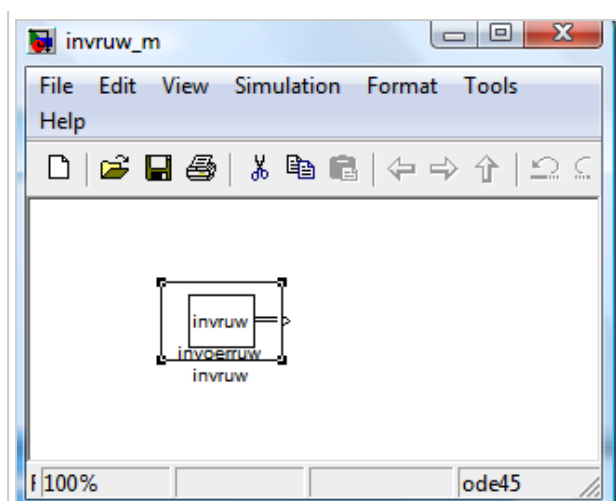 invruw_m
File Edit View Simulation Format Tools
Help
invruw
invoerruw
invruw
F 100% ode45